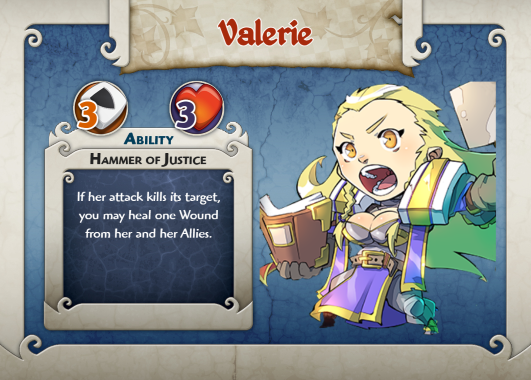 Valerie
3
3
Ability
Hammer of Justice
If her attack kills its target,
you may heal one Wound
from her and her Allies.